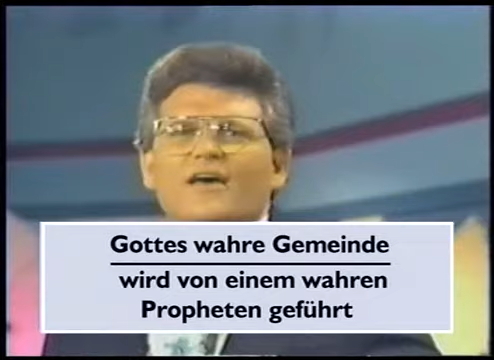 Gottes wahre Gemeinde
wird von einem wahren
Propheten geführt